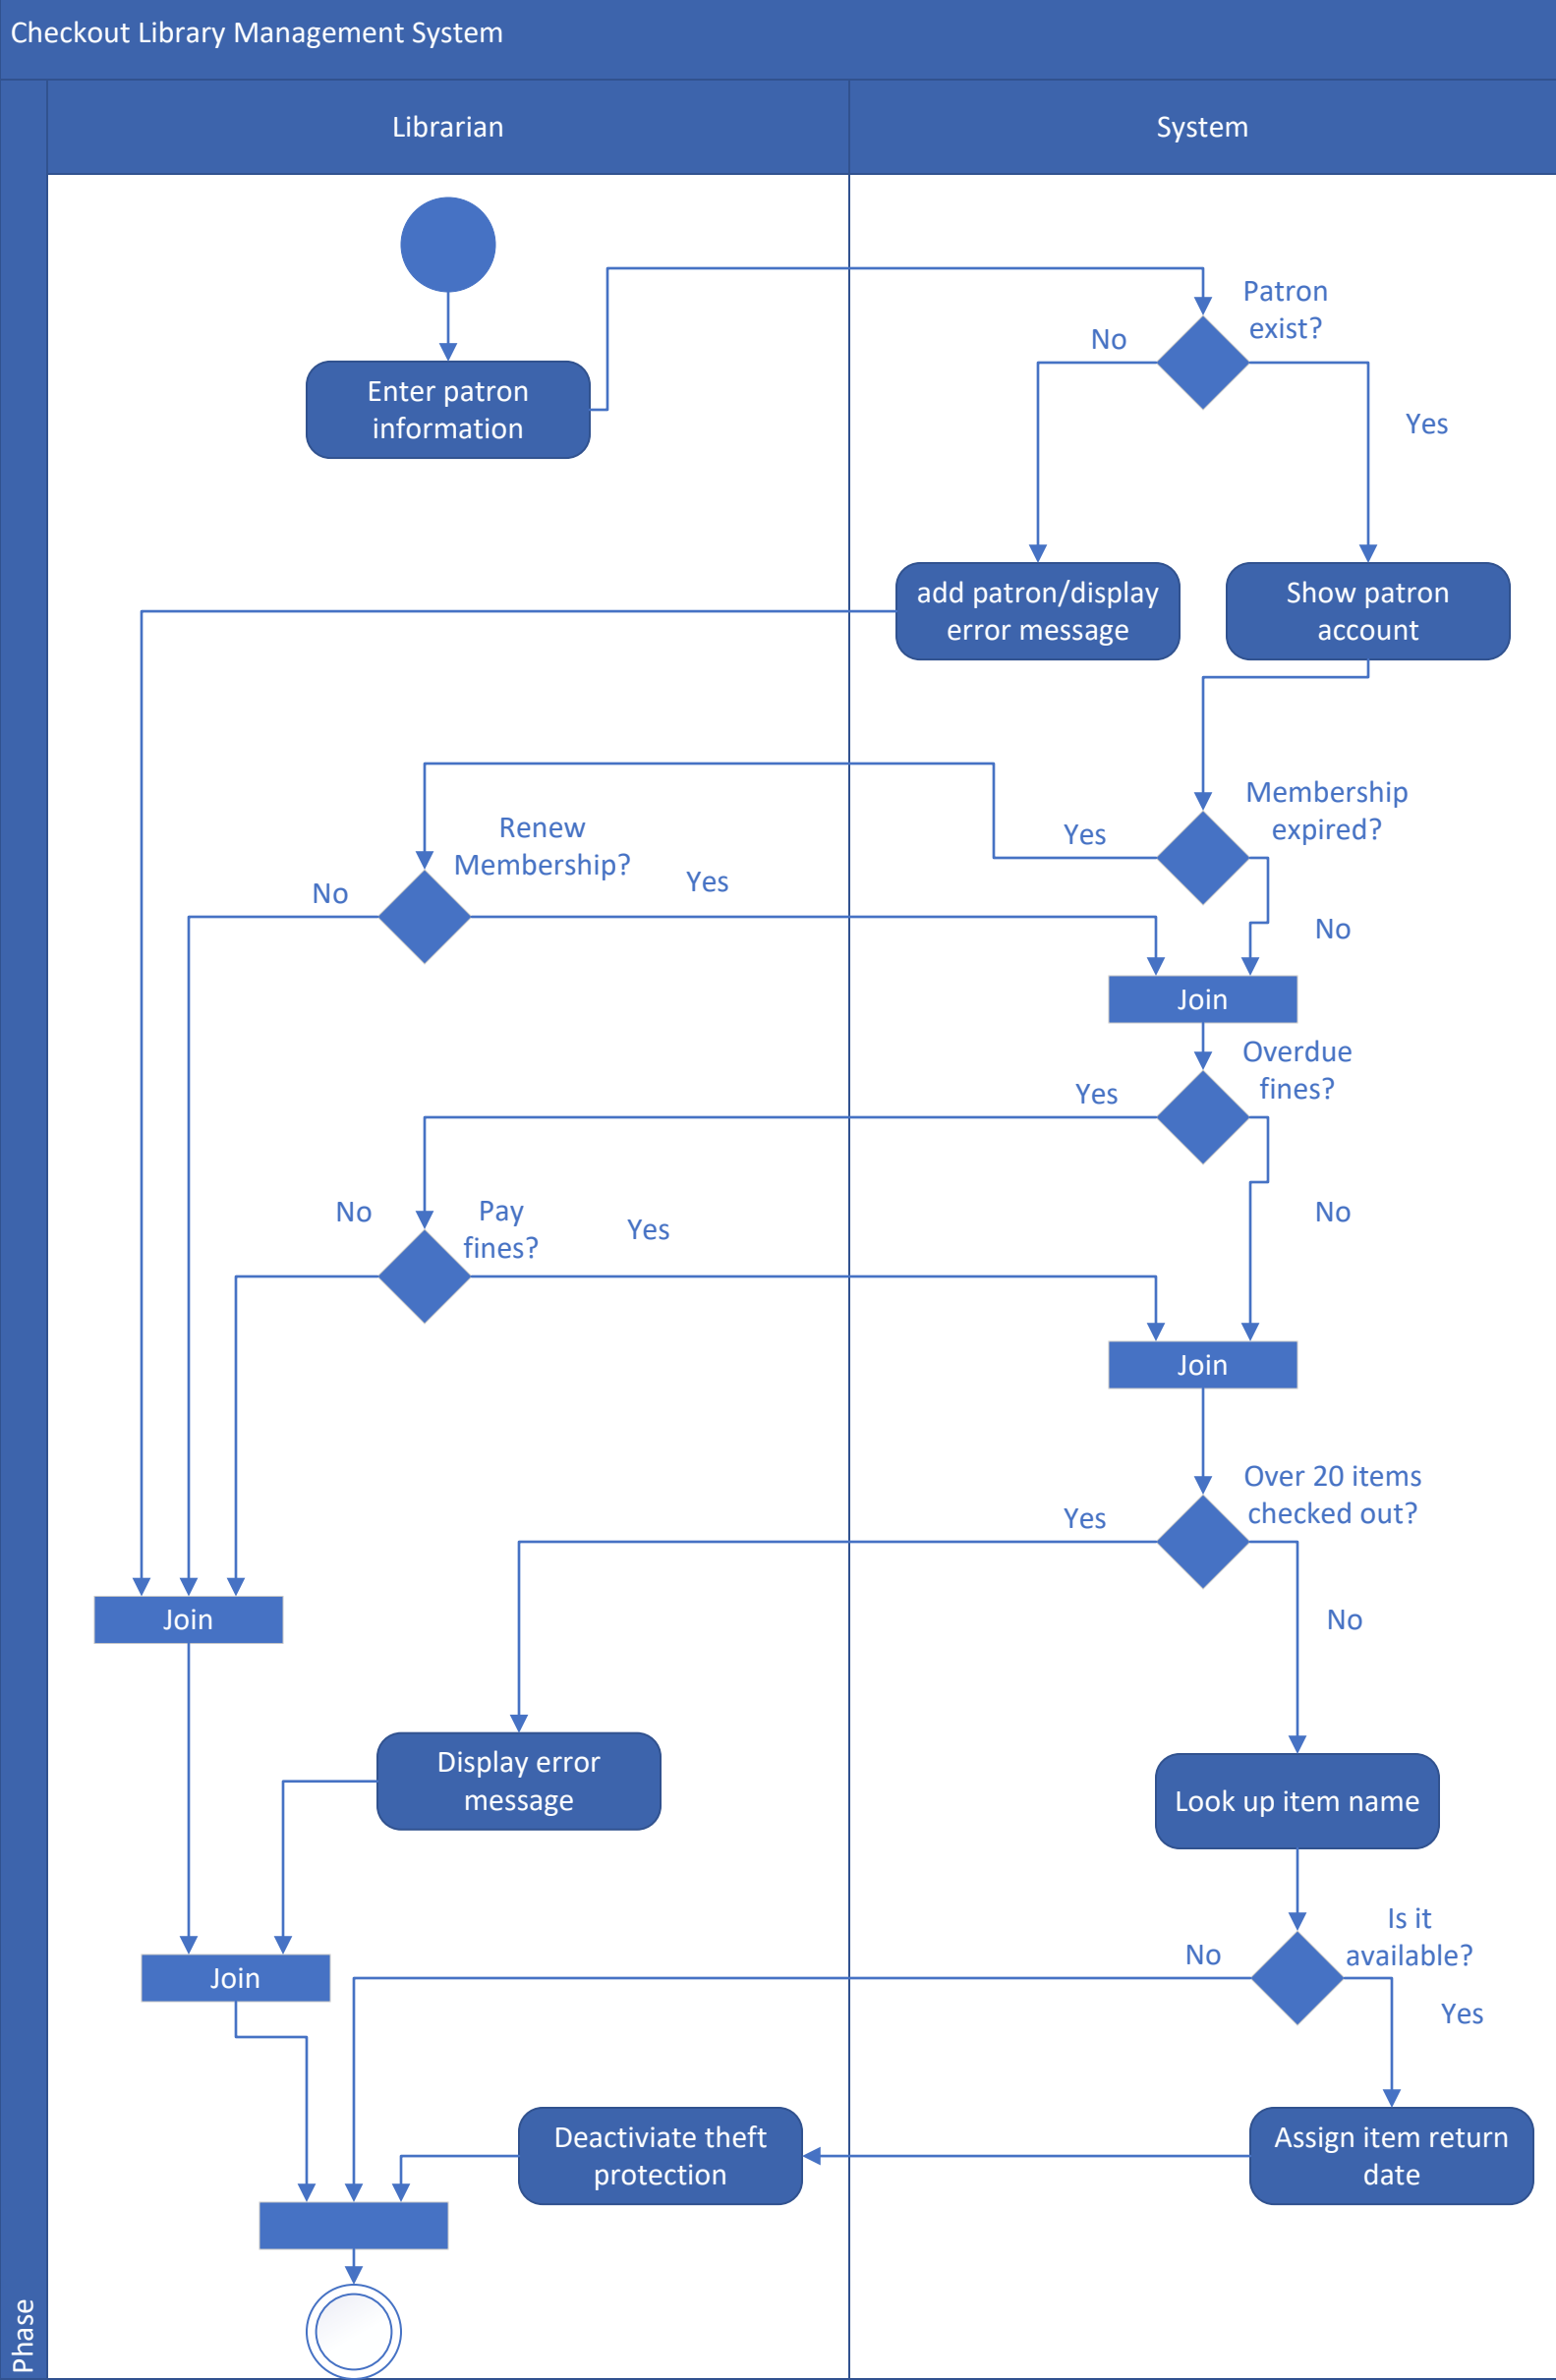 Checkout Library Management System
Librarian
System
Patron
exist?
No
Enter patron
information
Yes
add patron/display
error message
Show patron
account
Membership
expired?
Renew
Membership?
Yes
Yes
No
No
Join
Overdue
fines?
Yes
No
Pay
fines?
Yes
No
Join
Over 20 items
checked out?
Yes
Join
No
Display error
message
Look up item name
Is it
available?
No
Join
Yes
Deactiviate theft
protection
Assign item return
date
Phase